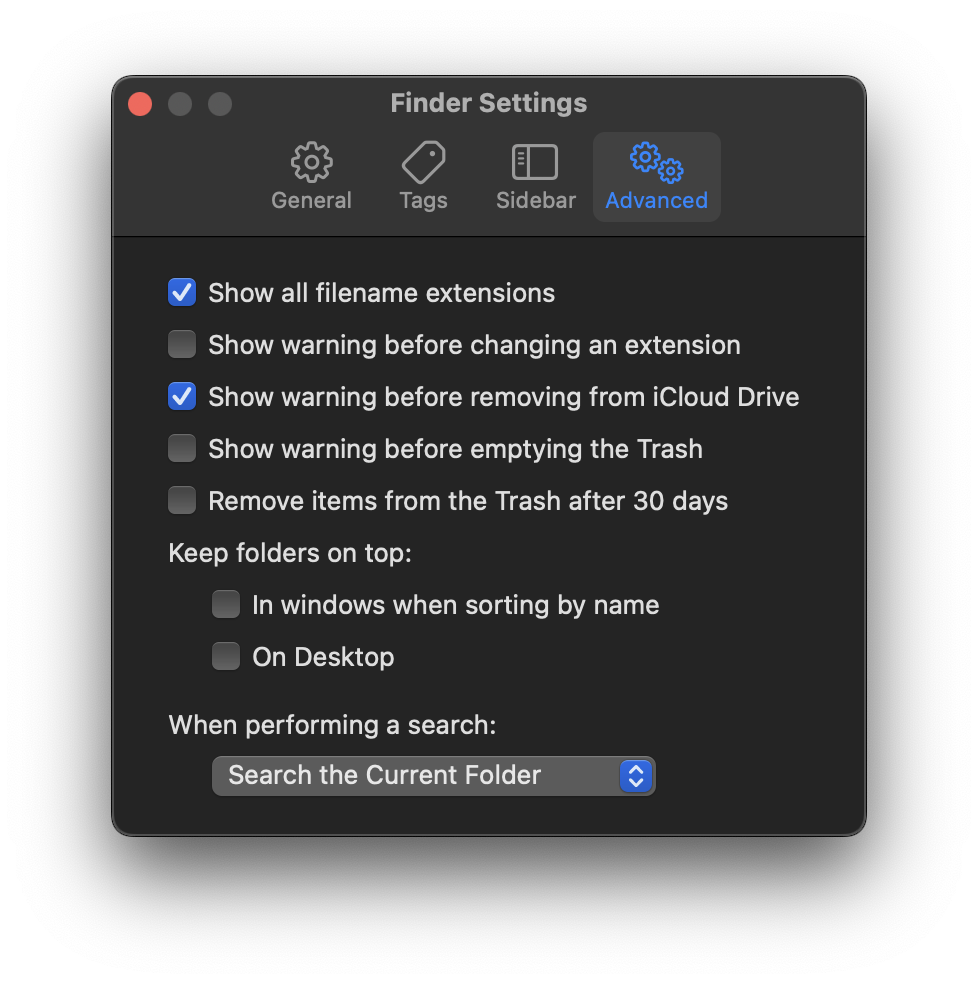 Finder Settings
General
Tags
Sidebar
Advanced
Show all filename extensions
Show warning before changing an extension
Show warning before removing from iCloud Drive
Show warning before emptying the Trash
Remove items from the Trash after 30 days
Keep folders on top:
In windows when sorting by name
On Desktop
When performing a search:
Search the Current Folder